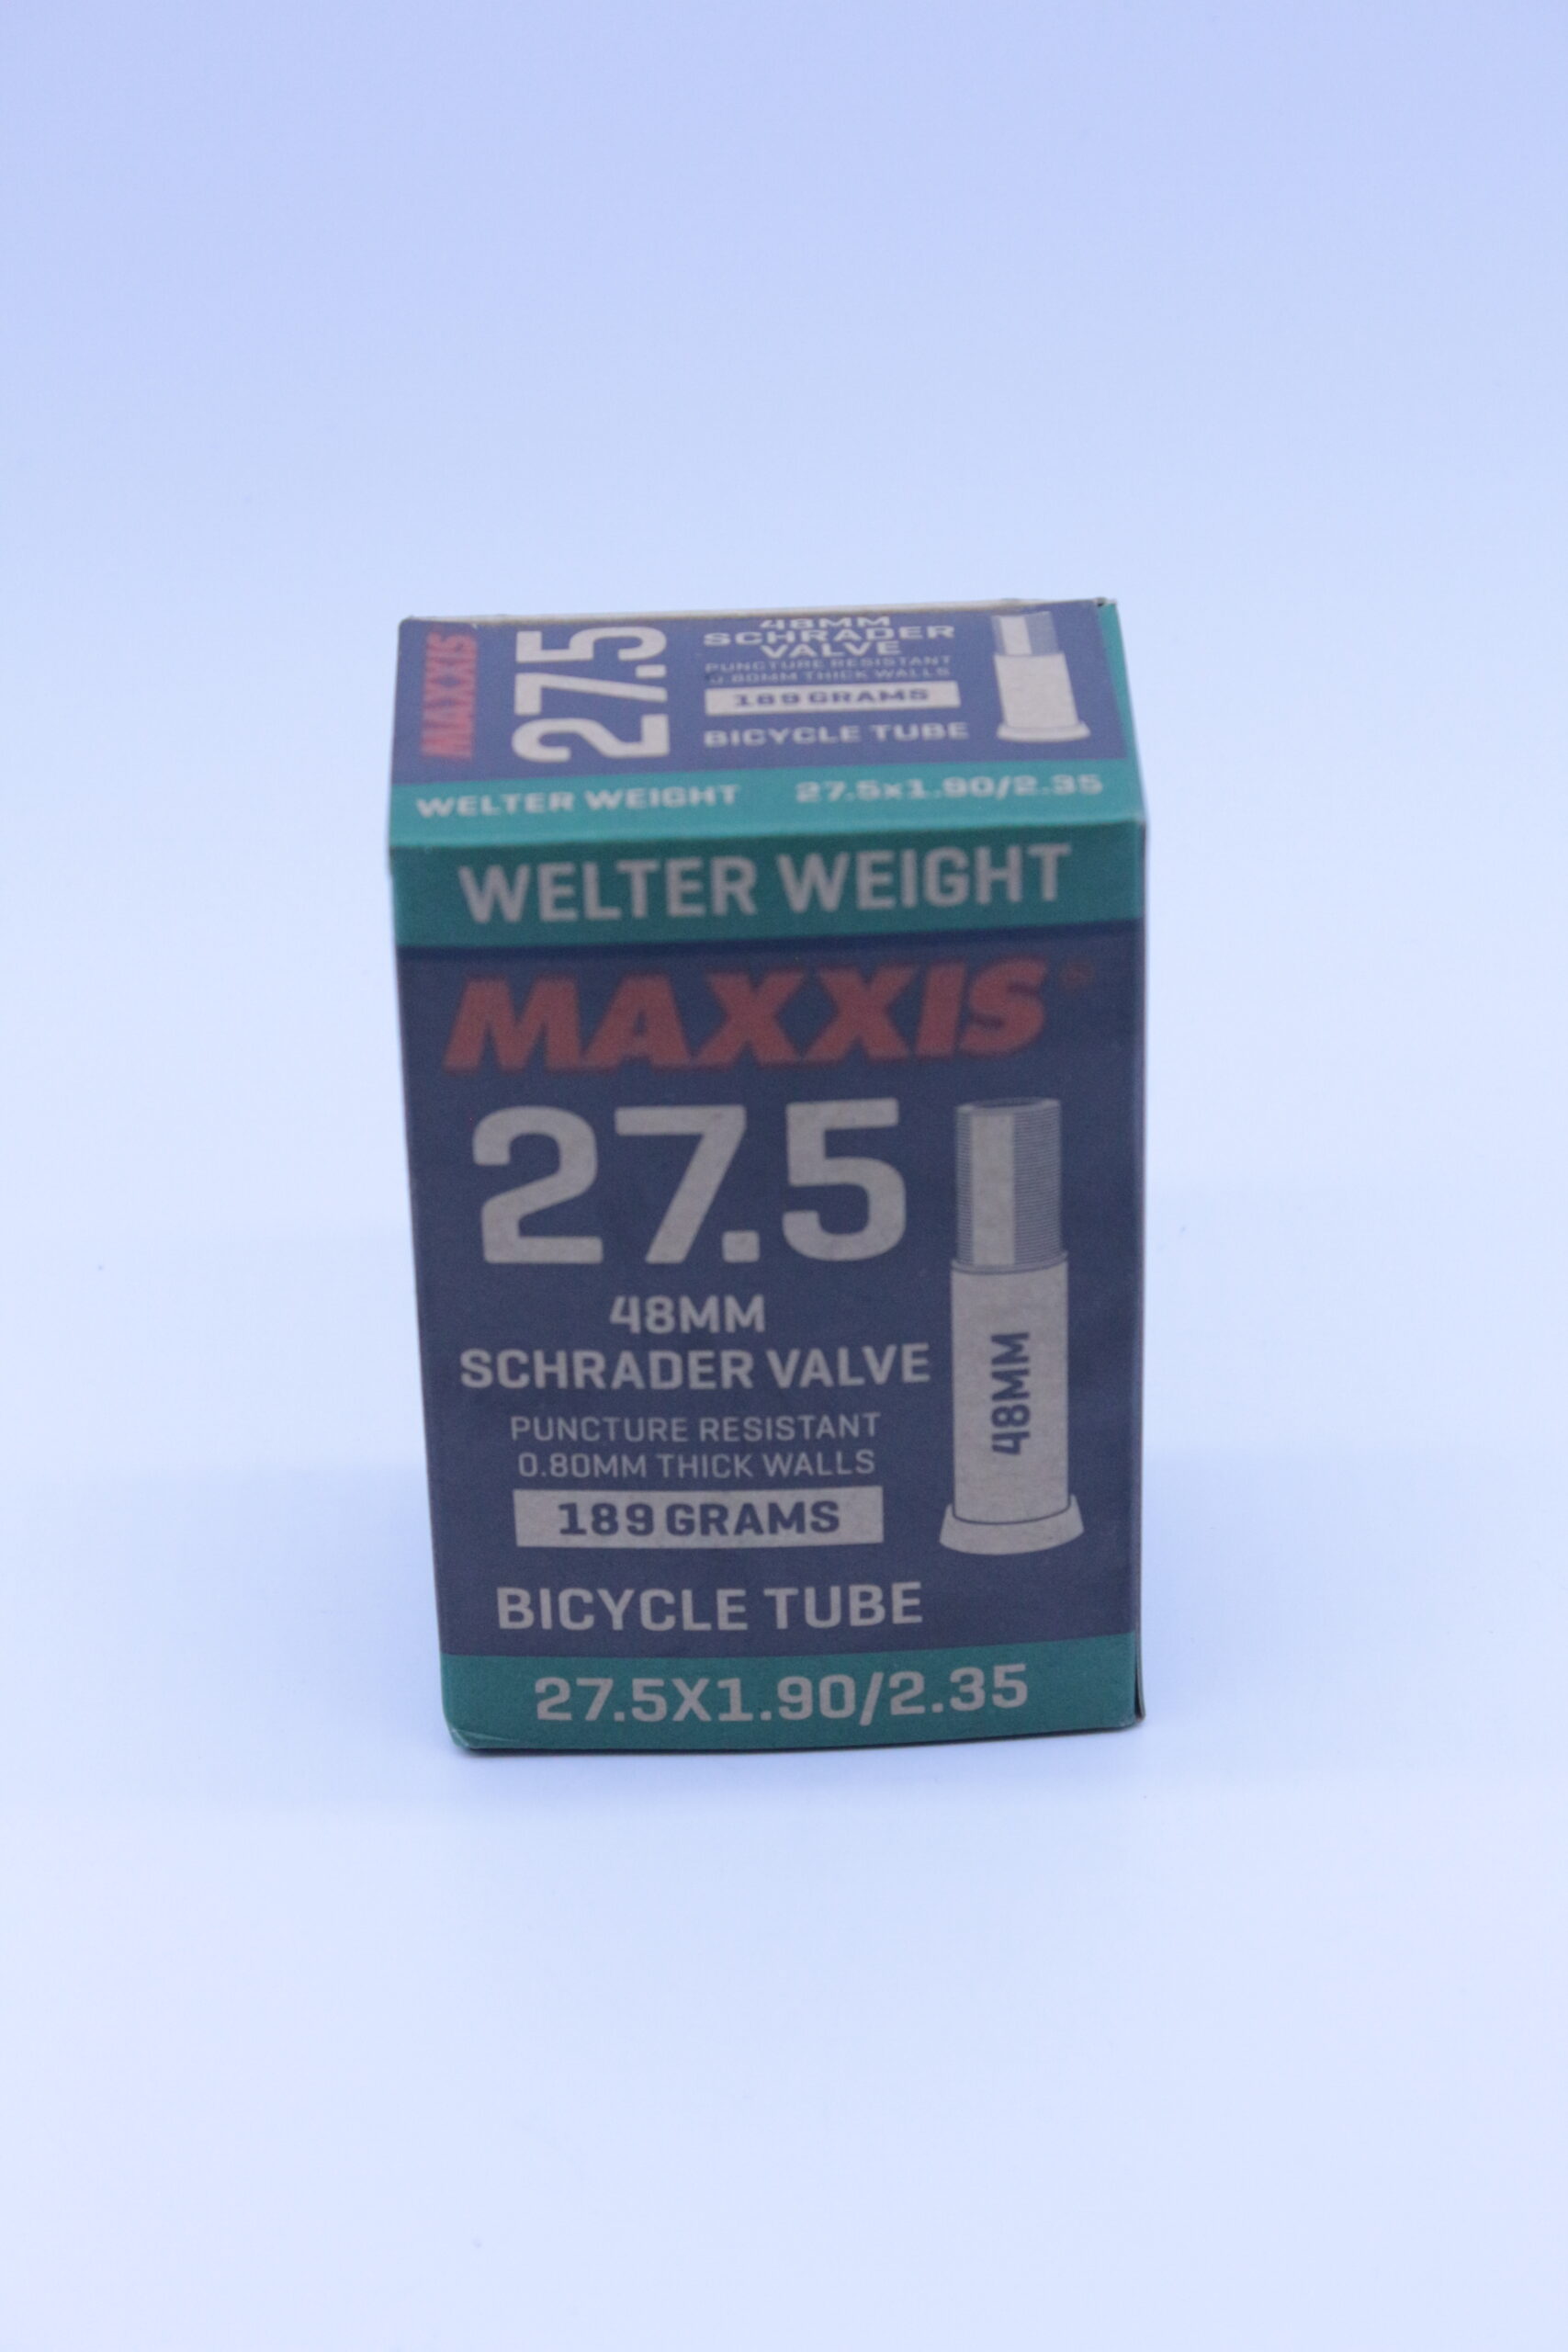 MAXXIS
27.5
48MM
SCHRADER
VALVE
PUNCTURE RESISTANT
0.80MM THICK WALLS
189 GRAMS
BICYCLE TUBE
WELTER WEIGHT 27.5x1.90/2.35
WELTER WEIGHT
MAXXIS®
27.5
48MM
SCHRADER VALVE
PUNCTURE RESISTANT
0.80MM THICK WALLS
189 GRAMS
48MM
BICYCLE TUBE
27.5X1.90/2.35